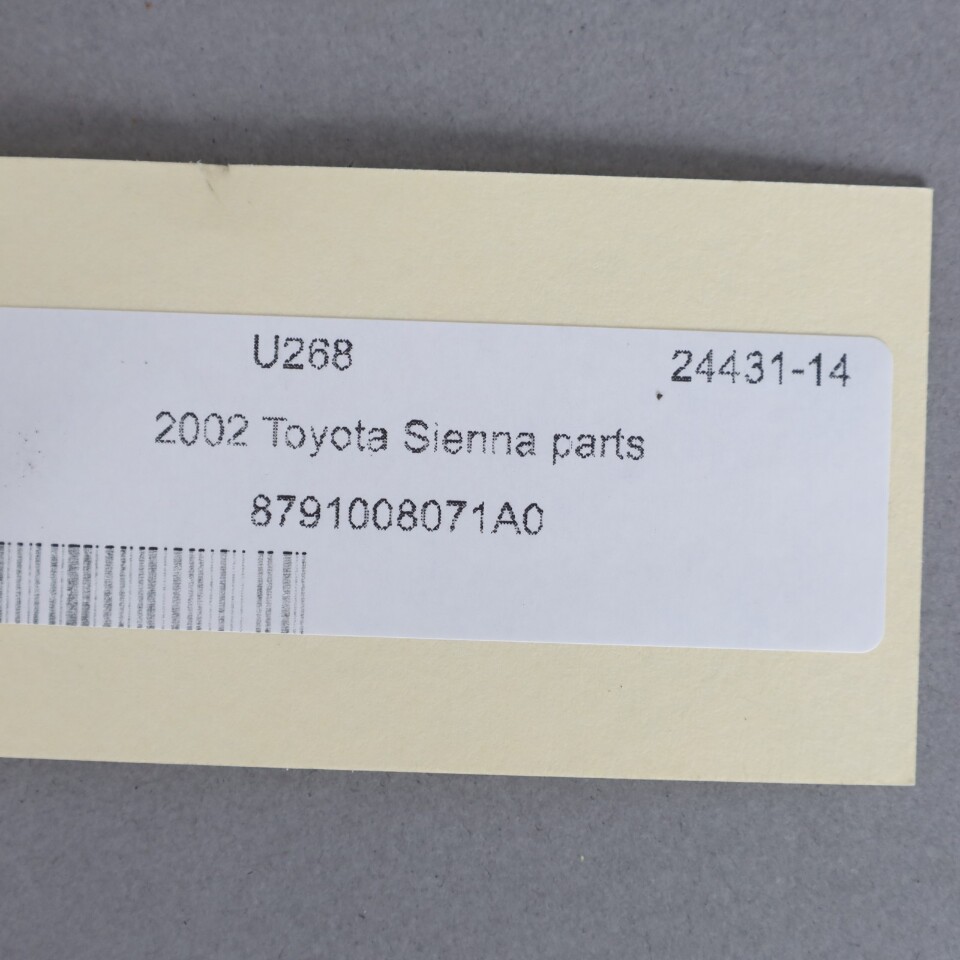 U268 24431-14
2002 Toyota Sienna parts
8791008071A0